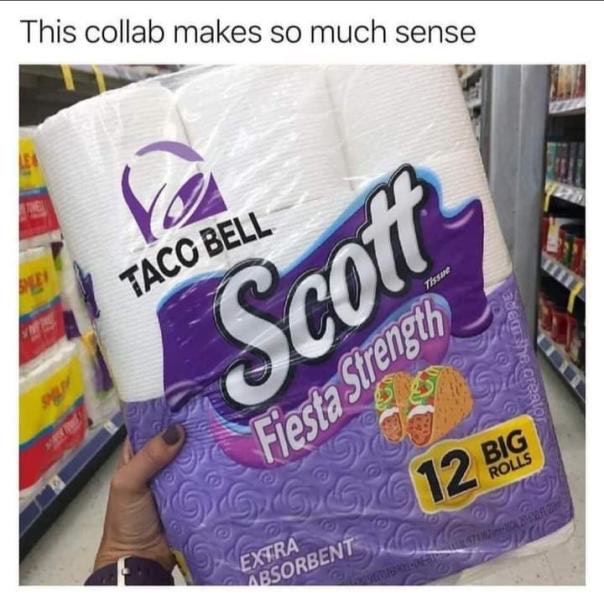 This collab makes so much sense
TACO BELL
Scott
Tissue
Fiesta Strength
12 BIG
ROLLS
EXTRA
ABSORBENT